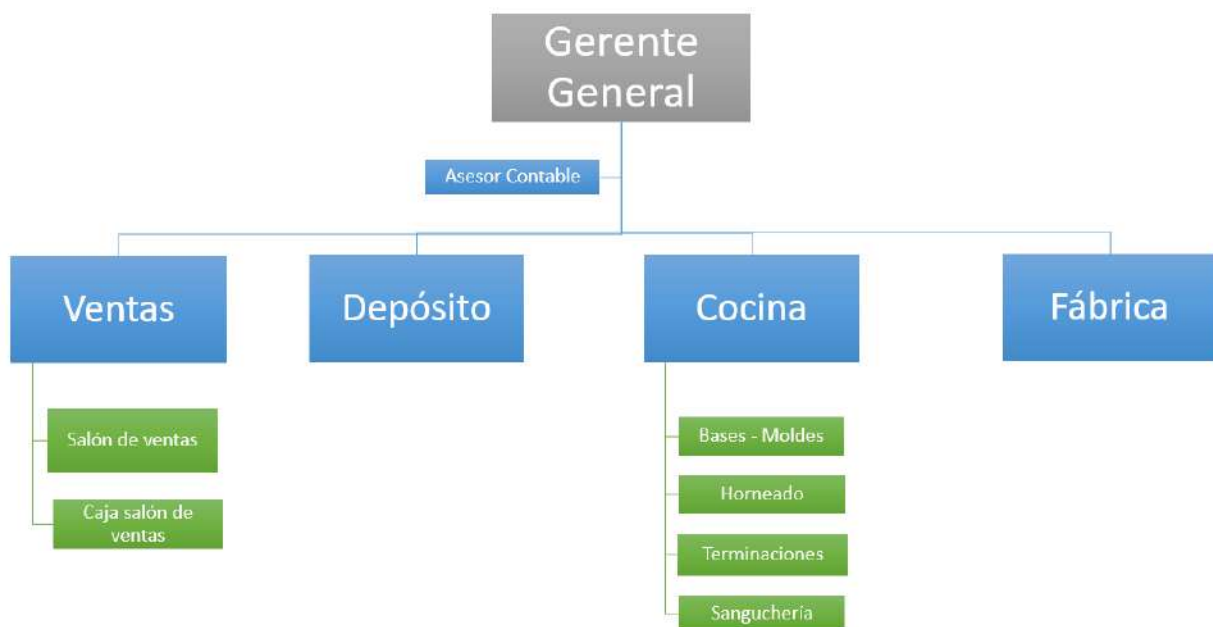 Gerente
General
Asesor Contable
Ventas
Depósito
Cocina
Fábrica
Salón de ventas
Caja salón de
ventas
Bases - Moldes
Horneado
Terminaciones
Sanguchería